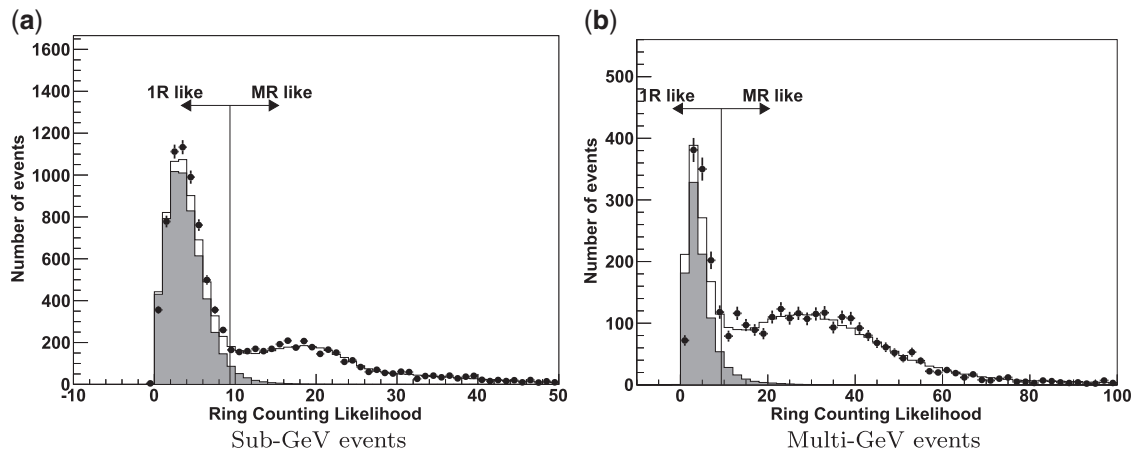 (a)
1600
1400
1200
1000
800
600
400
200
0
Number of events
1R like
MR like
-10
0
10
20
30
40
50
Ring Counting Likelihood
Sub-GeV events
(b)
500
400
300
200
100
0
Number of events
1R like
MR like
0
20
40
60
80
100
Ring Counting Likelihood
Multi-GeV events